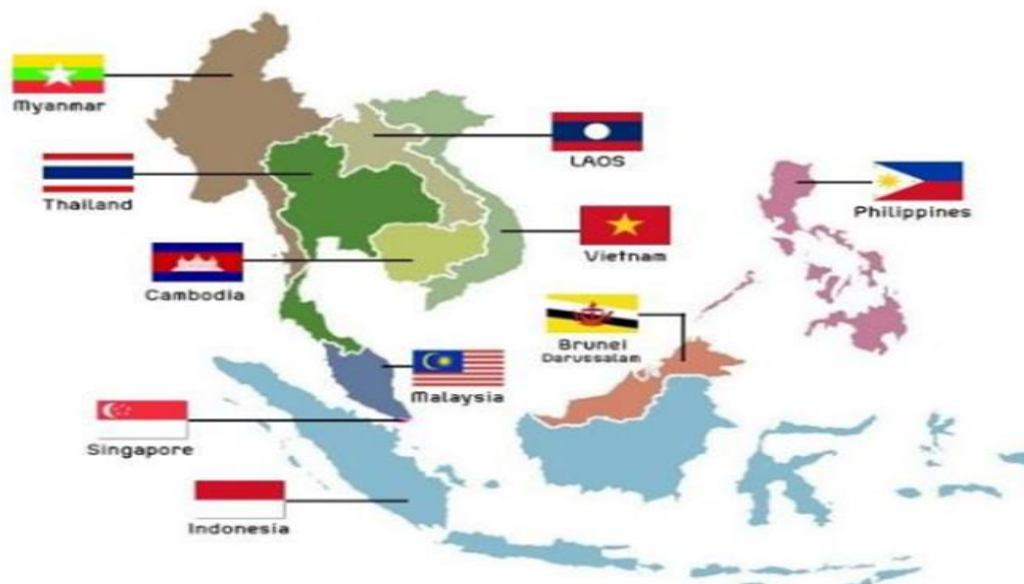 Myanmar
LAOS
Thailand
Philippines
Vietnam
Cambodia
Brunei
Darussalam
Malaysia
Singapore
Indonesia